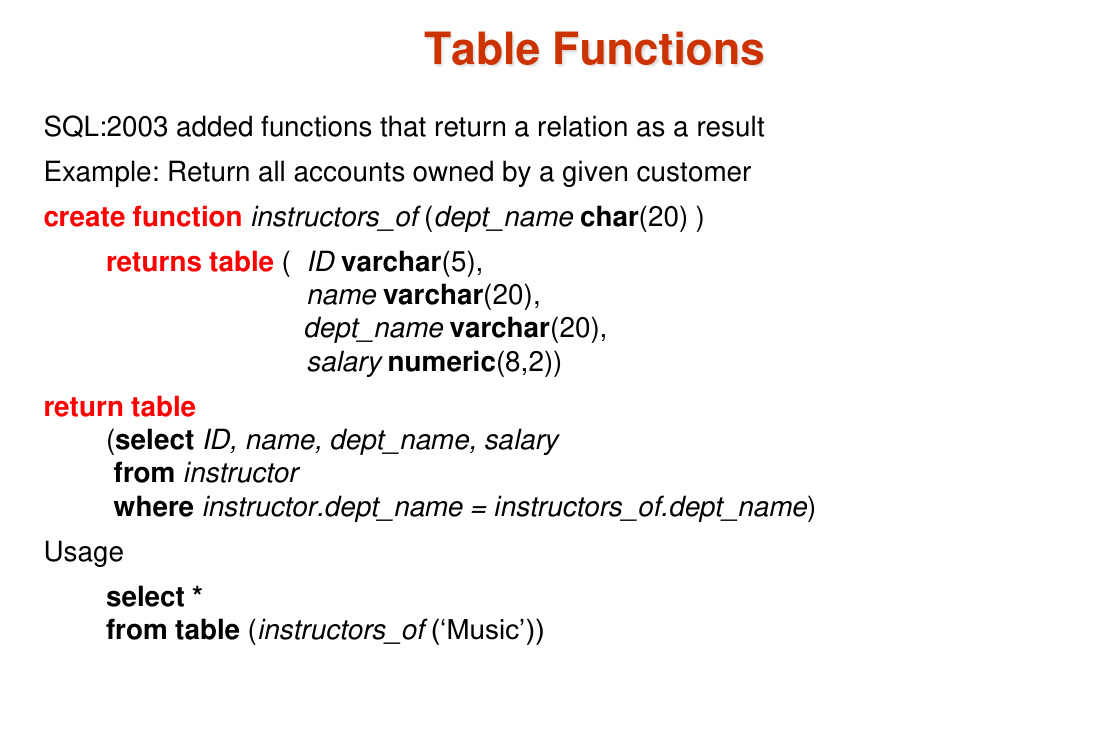 Table Functions
SQL:2003 added functions that return a relation as a result
Example: Return all accounts owned by a given customer
create function instructors_of (dept_name char(20) )
returns table ( ID varchar(5),
name varchar(20),
dept_name varchar(20),
salary numeric(8,2))
return table
(select ID, name, dept_name, salary
from instructor
where instructor.dept_name = instructors_of.dept_name)
Usage
select *
from table (instructors_of (‘Music’))